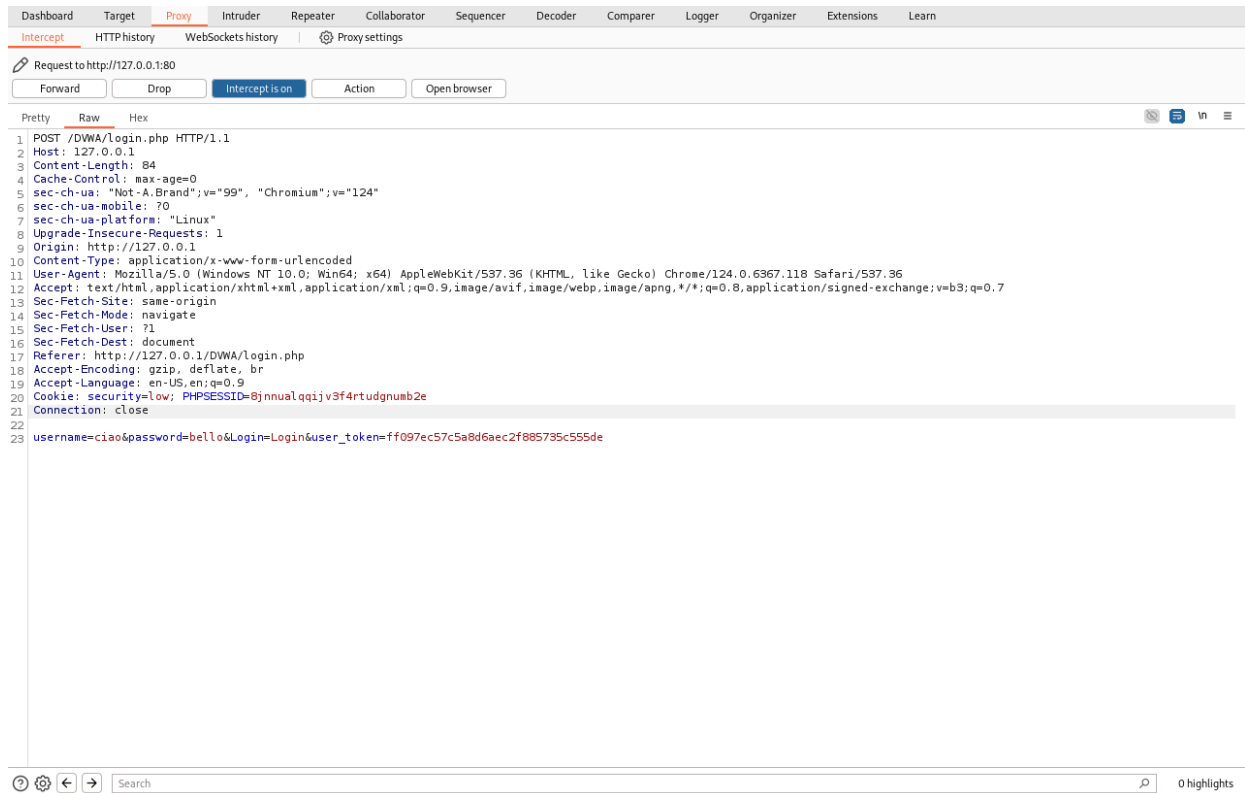 Dashboard Target Proxy Intruder Repeater Collaborator Sequencer Decoder Comparer Logger Organizer Extensions Learn
Intercept HTTP history WebSockets history Proxy settings
Request to http://127.0.0.1:80
Forward Drop Intercept is on Action Open browser
Pretty Raw Hex \n
1 POST /DVWA/login.php HTTP/1.1
2 Host: 127.0.0.1
3 Content-Length: 84
4 Cache-Control: max-age=0
5 sec-ch-ua: "Not-A.Brand";v="99", "Chromium";v="124"
6 sec-ch-ua-mobile: ?0
7 sec-ch-ua-platform: "Linux"
8 Upgrade-Insecure-Requests: 1
9 Origin: http://127.0.0.1
10 Content-Type: application/x-www-form-urlencoded
11 User-Agent: Mozilla/5.0 (Windows NT 10.0; Win64; x64) AppleWebKit/537.36 (KHTML, like Gecko) Chrome/124.0.6367.118 Safari/537.36
12 Accept: text/html,application/xhtml+xml,application/xml;q=0.9,image/avif,image/webp,image/apng,*/*;q=0.8,application/signed-exchange;v=b3;q=0.7
13 Sec-Fetch-Site: same-origin
14 Sec-Fetch-Mode: navigate
15 Sec-Fetch-User: ?1
16 Sec-Fetch-Dest: document
17 Referer: http://127.0.0.1/DVWA/login.php
18 Accept-Encoding: gzip, deflate, br
19 Accept-Language: en-US,en;q=0.9
20 Cookie: security=low; PHPSESSID=8jnnualqqijv3f4rtudgnumb2e
21 Connection: close
22
23 username=ciao&password=bello&Login=Login&user_token=ff097ec57c5a8d6aec2f885735c555de
Search 0 highlights